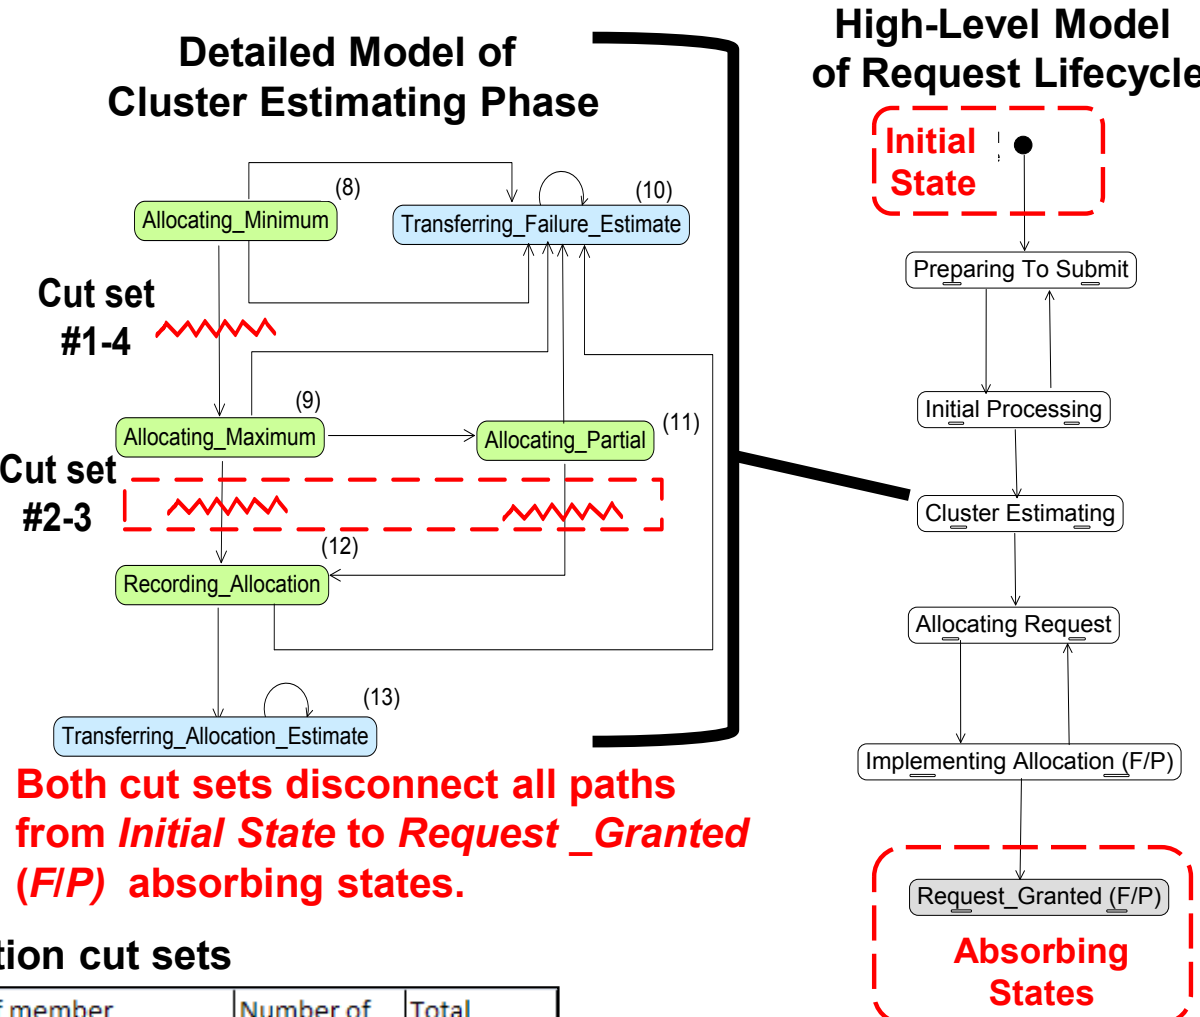 Detailed Model of
Cluster Estimating Phase
(8)
Allocating_Minimum
(10)
Transferring_Failure_Estimate
Cut set
#1-4
(9)
Allocating_Maximum
(11)
Allocating_Partial
Cut set
#2-3
(12)
Recording_Allocation
(13)
Transferring_Allocation_Estimate
Both cut sets disconnect all paths
from Initial State to Request _Granted
(F/P) absorbing states.
High-Level Model
of Request Lifecycle
Initial
State
Preparing To Submit
Initial Processing
Cluster Estimating
Allocating Request
Implementing Allocation (F/P)
Request_Granted (F/P)
Absorbing
States
tion cut sets
member
Number of
Total